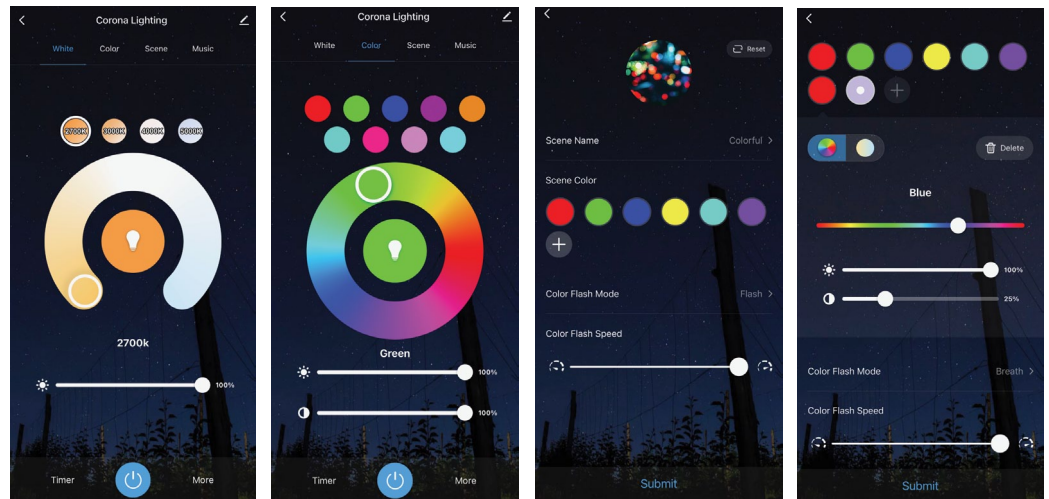 Corona Lighting
White Color Scene Music
2700K 3000K 4000K 5000K
2700k
100%
Timer More
Corona Lighting
White Color Scene Music
Green
100%
100%
Timer More
Reset
Scene Name Colorful >
Scene Color
Color Flash Mode Flash >
Color Flash Speed
Submit
Delete
Blue
100%
25%
Color Flash Mode Breath >
Color Flash Speed
Submit